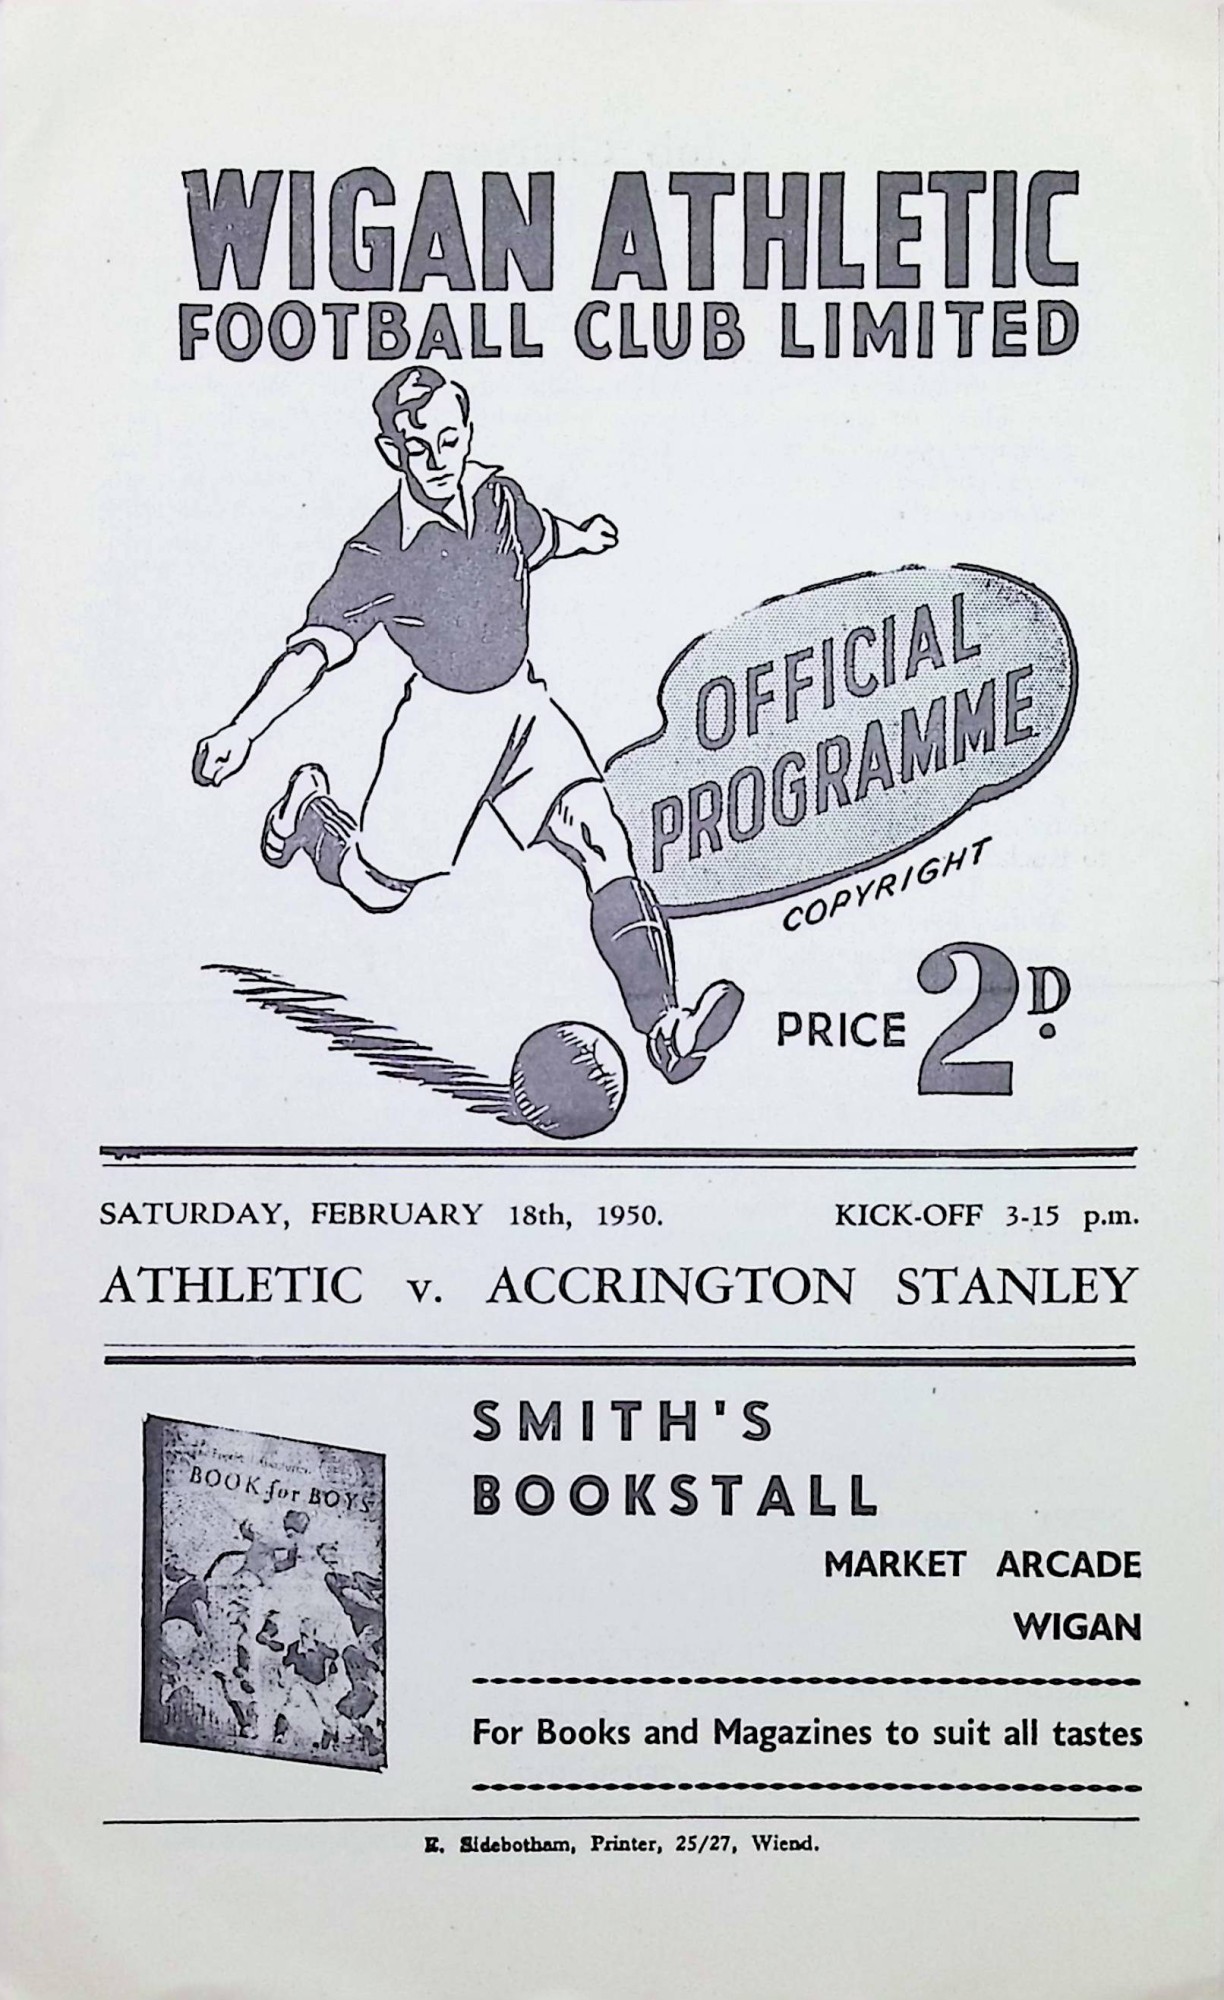 WIGAN ATHLETIC
FOOTBALL CLUB LIMITED
OFFICIAL
PROGRAMME
COPYRIGHT
PRICE 2D.
SATURDAY, FEBRUARY 18th, 1950. KICK-OFF 3-15 p.m.
ATHLETIC v. ACCRINGTON STANLEY
BOOK for BOYS
SMITH'S
BOOKSTALL
MARKET ARCADE
WIGAN
For Books and Magazines to suit all tastes
E. Sidebotham, Printer, 25/27, Wiend.